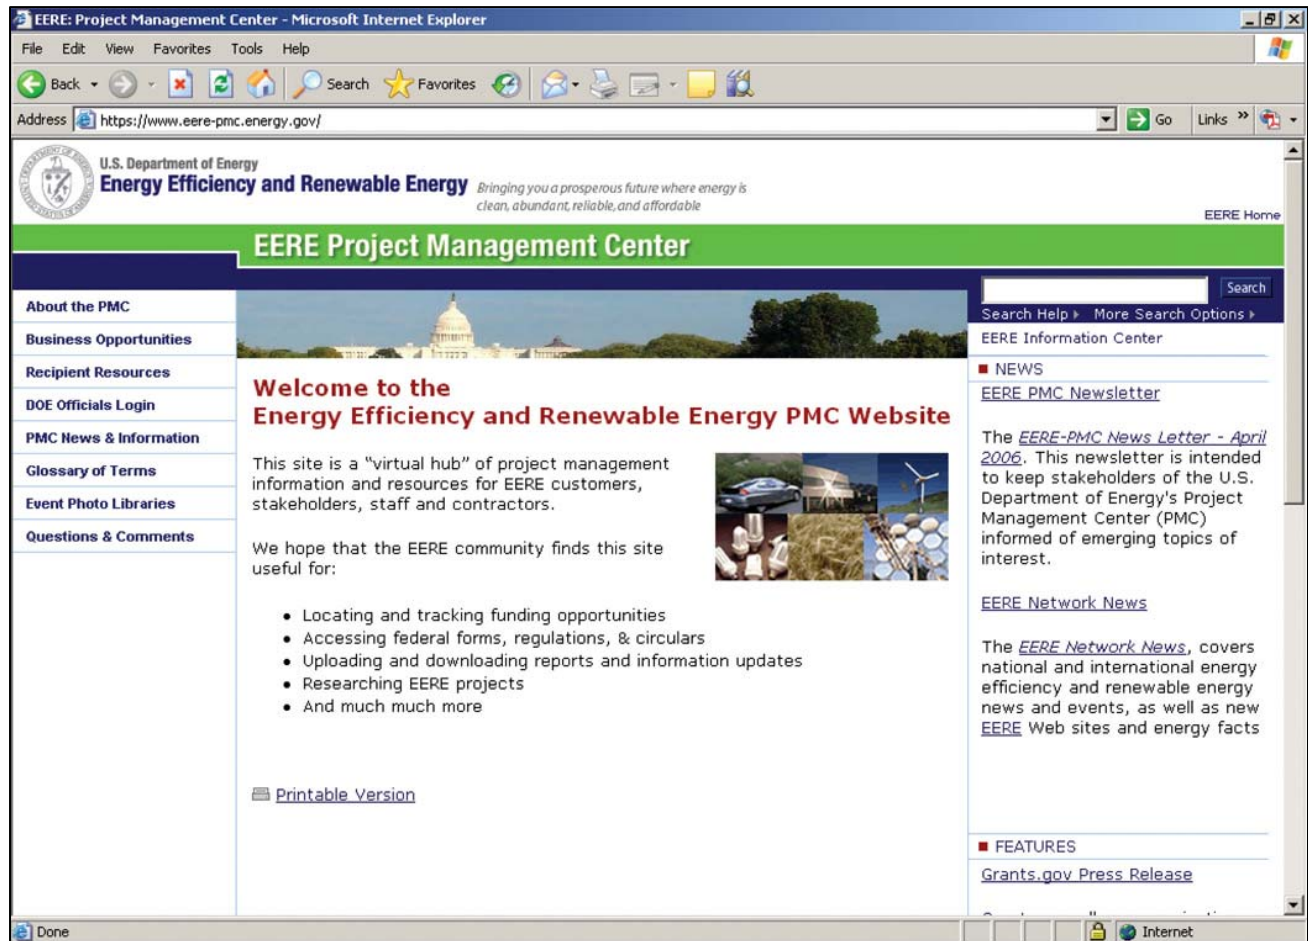 EERE: Project Management Center - Microsoft Internet Explorer
File Edit View Favorites Tools Help
Back Search Favorites
Address https://www.eere-pmc.energy.gov/ Go Links »
U.S. Department of Energy
Energy Efficiency and Renewable Energy
Bringing you a prosperous future where energy is
clean, abundant, reliable, and affordable
EERE Home
EERE Project Management Center
Search
Search Help More Search Options
About the PMC
Business Opportunities
Recipient Resources
DOE Officials Login
PMC News & Information
Glossary of Terms
Event Photo Libraries
Questions & Comments
Welcome to the
Energy Efficiency and Renewable Energy PMC Website
This site is a "virtual hub" of project management
information and resources for EERE customers,
stakeholders, staff and contractors.
We hope that the EERE community finds this site
useful for:
• Locating and tracking funding opportunities
• Accessing federal forms, regulations, & circulars
• Uploading and downloading reports and information updates
• Researching EERE projects
• And much much more
Printable Version
EERE Information Center
NEWS
EERE PMC Newsletter
The EERE-PMC News Letter - April
2006. This newsletter is intended
to keep stakeholders of the U.S.
Department of Energy's Project
Management Center (PMC)
informed of emerging topics of
interest.
EERE Network News
The EERE Network News, covers
national and international energy
efficiency and renewable energy
news and events, as well as new
EERE Web sites and energy facts
FEATURES
Grants.gov Press Release
Done Internet